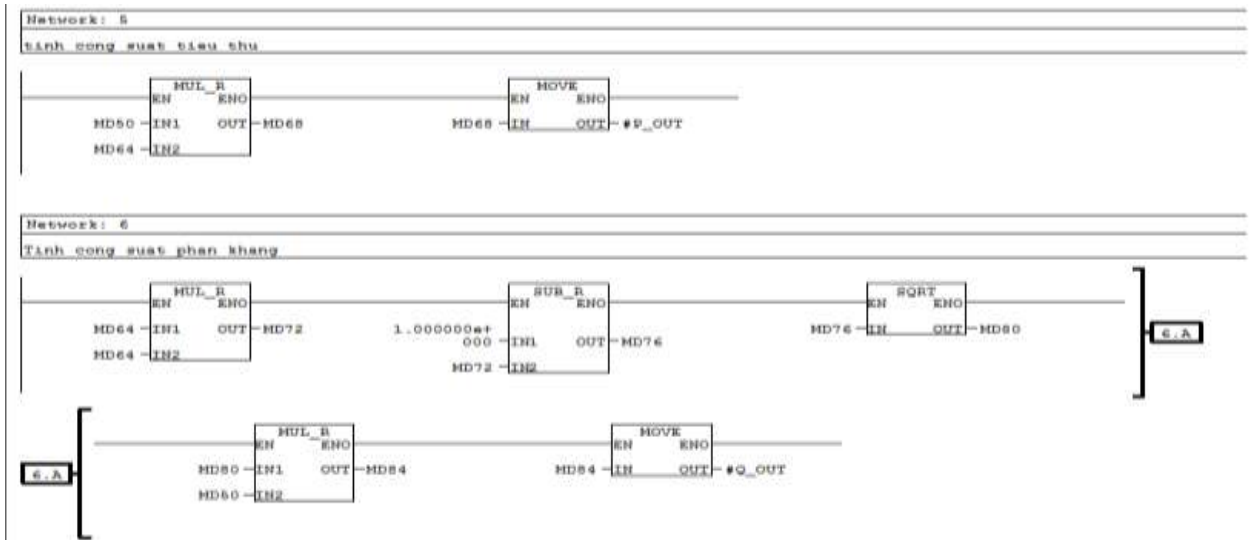 Network: 5
tinh cong suat tieu thu
MUL_R MOVE
EN ENO EN ENO
MD50 IN1 OUT MD68 MD68 IN OUT #P_OUT
MD64 IN2
Network: 6
Tinh cong suat phan khang
MUL_R SUB_R SQRT
EN ENO EN ENO EN ENO
MD64 IN1 OUT MD72 1.000000e+ MD76 IN OUT MD80
000 IN1 OUT MD76
6.A
MD64 IN2
MD72 IN2
MUL_R MOVE
EN ENO EN ENO
6.A
MD80 IN1 OUT MD84 MD84 IN OUT #Q_OUT
MD50 IN2